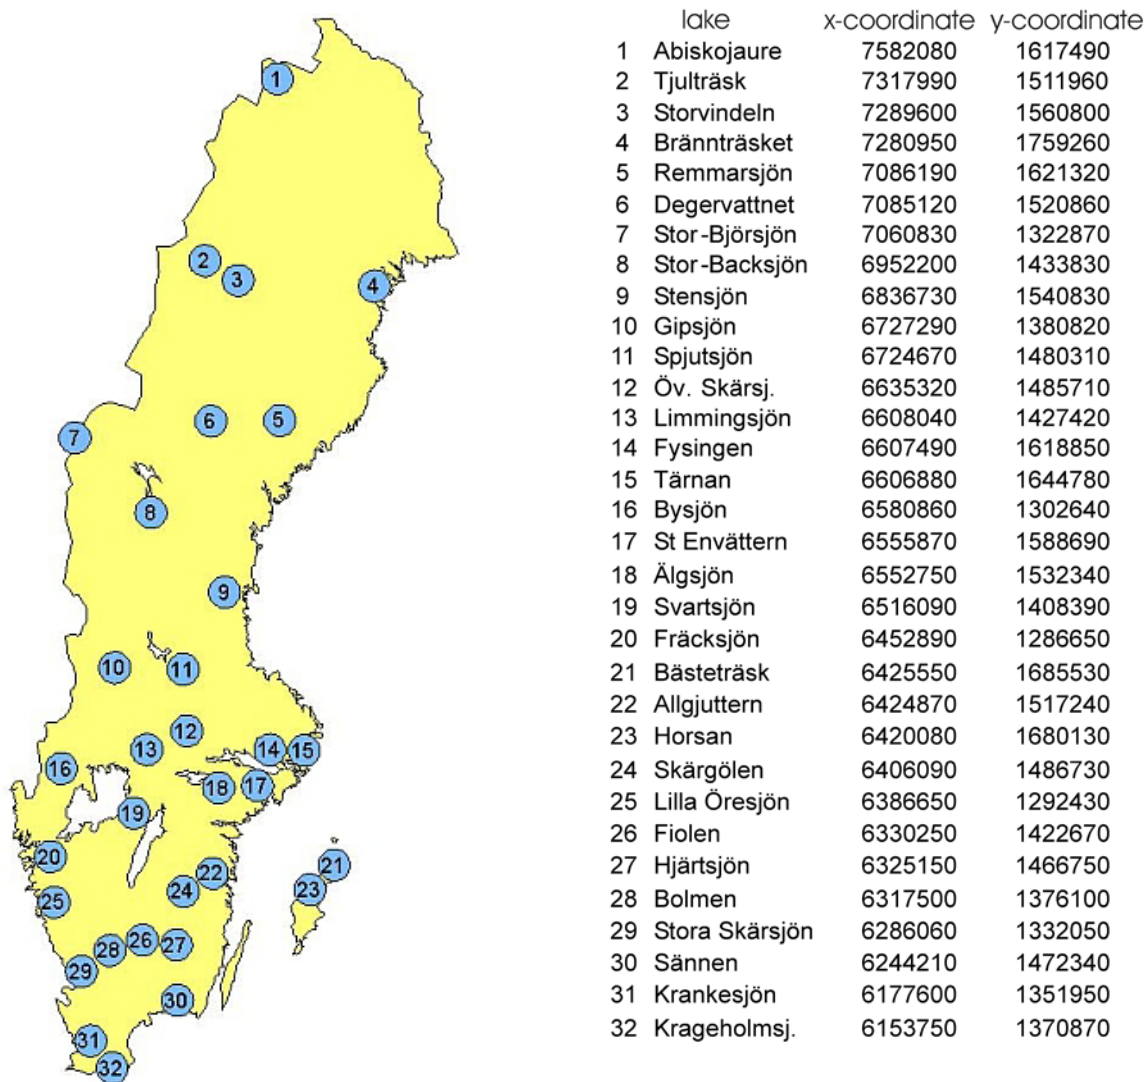 lake x-coordinate y-coordinate
1 Abiskojaure 7582080 1617490
2 Tjulträsk 7317990 1511960
3 Storvindeln 7289600 1560800
4 Brännträsket 7280950 1759260
5 Remmarsjön 7086190 1621320
6 Degervattnet 7085120 1520860
7 Stor-Björsjön 7060830 1322870
8 Stor-Backsjön 6952200 1433830
9 Stensjön 6836730 1540830
10 Gipsjön 6727290 1380820
11 Spjutsjön 6724670 1480310
12 Öv. Skärsj. 6635320 1485710
13 Limmingsjön 6608040 1427420
14 Fysingen 6607490 1618850
15 Tärnan 6606880 1644780
16 Bysjön 6580860 1302640
17 St Envättern 6555870 1588690
18 Älgsjön 6552750 1532340
19 Svartsjön 6516090 1408390
20 Fräcksjön 6452890 1286650
21 Bästeträsk 6425550 1685530
22 Allgjuttern 6424870 1517240
23 Horsan 6420080 1680130
24 Skärgölen 6406090 1486730
25 Lilla Öresjön 6386650 1292430
26 Fiolen 6330250 1422670
27 Hjärtsjön 6325150 1466750
28 Bolmen 6317500 1376100
29 Stora Skärsjön 6286060 1332050
30 Sännen 6244210 1472340
31 Krankesjön 6177600 1351950
32 Krageholmsj. 6153750 1370870
1
2
3
4
6
5
7
8
9
10
11
12
13
14
15
16
18
17
19
20
21
22
24
23
25
26
28
27
29
30
31
32